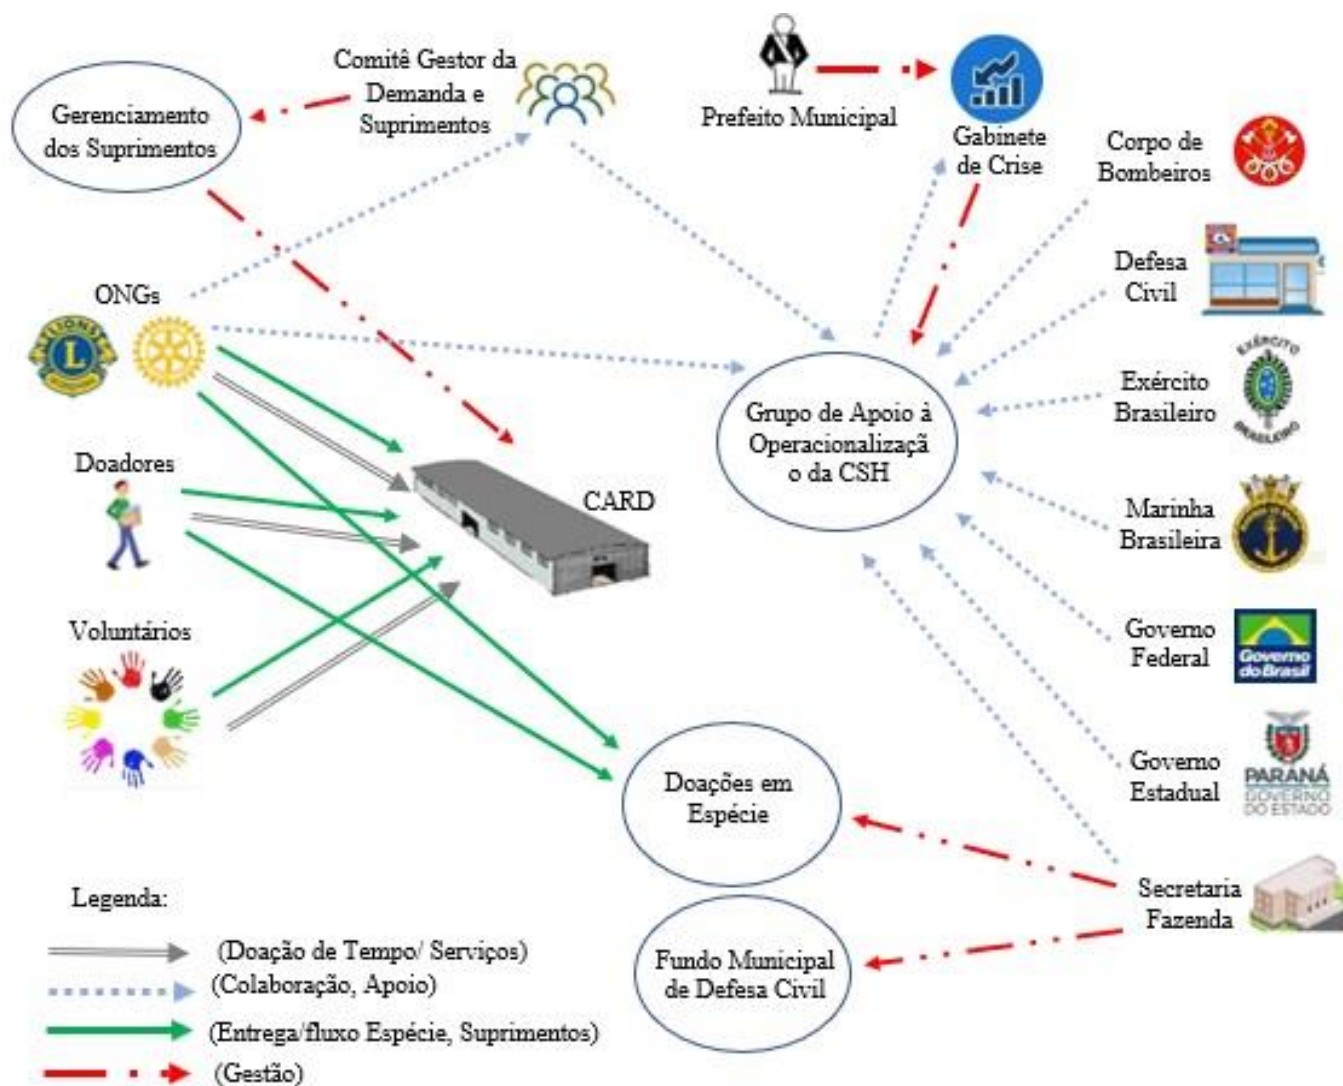 Comitê Gestor da
Demanda e
Suprimentos
Gerenciamento
dos Suprimentos
Prefeito Municipal
Gabinete
de Crise
Corpo de
Bombeiros
Defesa
Civil
ONGs
LIONS
L
EXÉRCITO
BRASILEIRO
Exército
Brasileiro
Grupo de Apoio à
Operacionalizaçã
o da CSH
Doadores
CARD
Marinha
Brasileira
Voluntários
Governo
Federal
Governo
do Brasil
Doações em
Espécie
Governo
Estadual
PARANÁ
GOVERNO
DO ESTADO
Secretaria
Fazenda
Fundo Municipal
de Defesa Civil
Legenda:
(Doação de Tempo/ Serviços)
(Colaboração, Apoio)
(Entrega/fluxo Espécie, Suprimentos)
(Gestão)